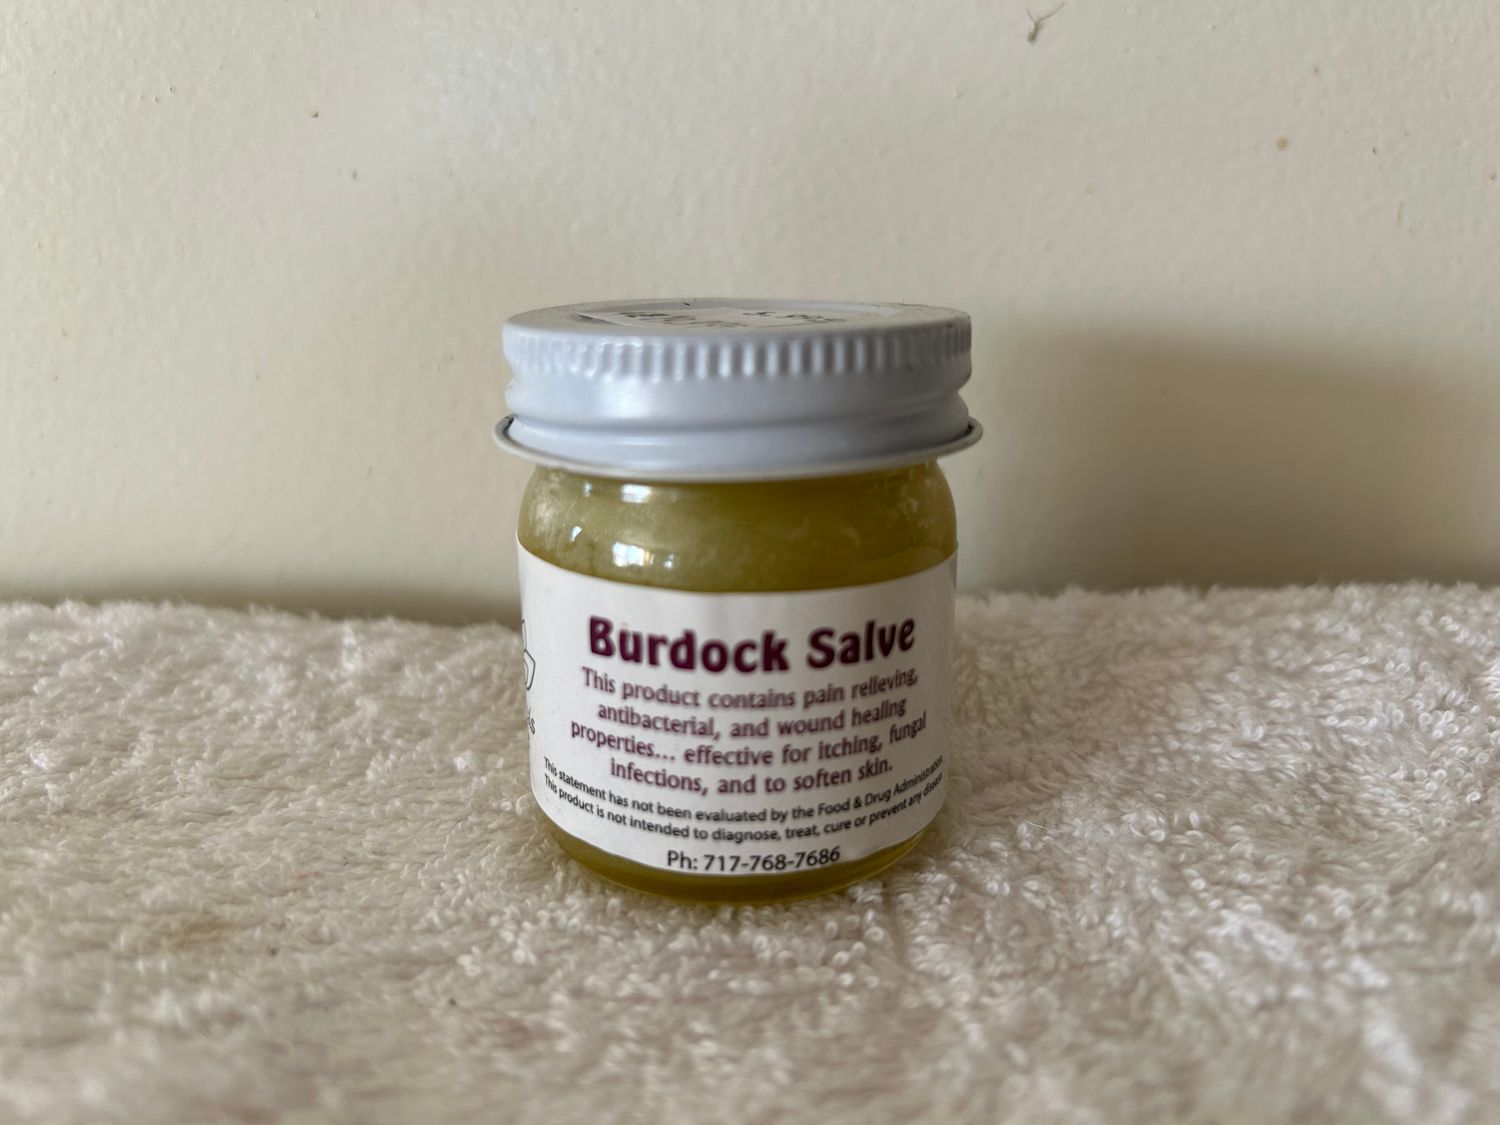 Burdock Salve
This product contains pain relieving,
antibacterial, and wound healing
properties... effective for itching, fungal
infections, and to soften skin.
This statement has not been evaluated by the Food & Drug Administration.
This product is not intended to diagnose, treat, cure or prevent any disease
Ph: 717-768-7686